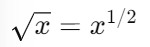 √x = x^{1/2}